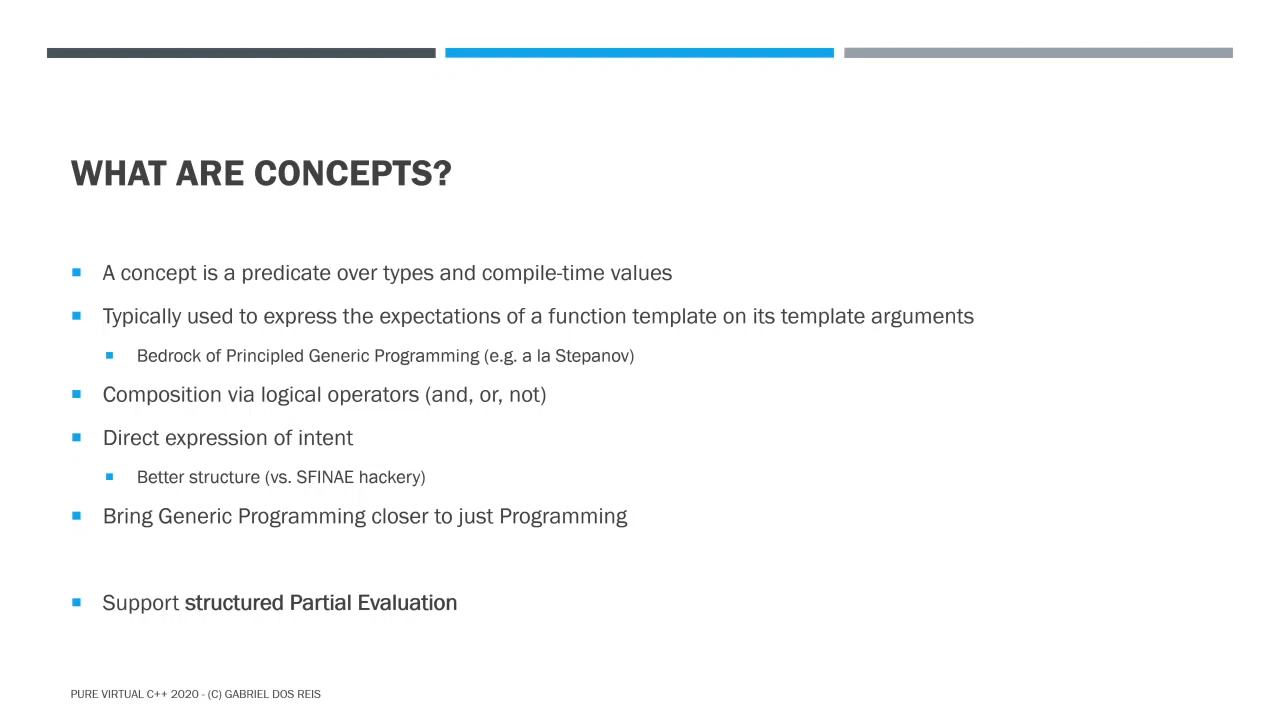 WHAT ARE CONCEPTS?
A concept is a predicate over types and compile-time values
Typically used to express the expectations of a function template on its template arguments
Bedrock of Principled Generic Programming (e.g. a la Stepanov)
Composition via logical operators (and, or, not)
Direct expression of intent
Better structure (vs. SFINAE hackery)
Bring Generic Programming closer to just Programming
Support structured Partial Evaluation
PURE VIRTUAL C++ 2020 - (C) GABRIEL DOS REIS